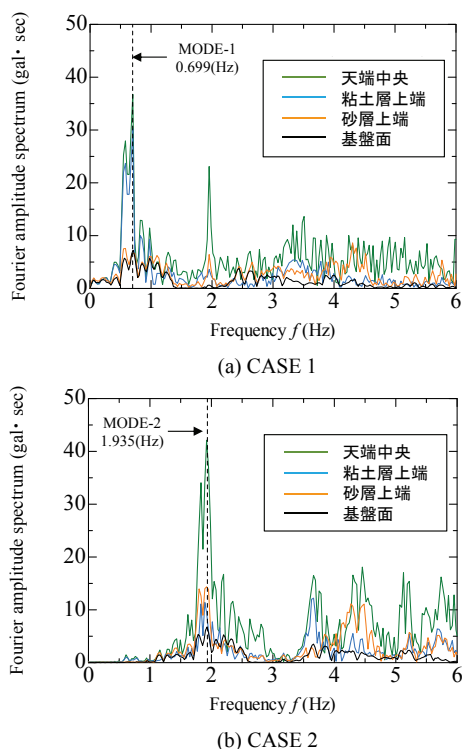 Fourier amplitude spectrum (gal・sec)
50
40
30
20
10
0
MODE-1
0.699(Hz)
天端中央
粘土層上端
砂層上端
基盤面
0 1 2 3 4 5 6
Frequency f (Hz)
(a) CASE 1
Fourier amplitude spectrum (gal・sec)
50
40
30
20
10
0
MODE-2
1.935(Hz)
天端中央
粘土層上端
砂層上端
基盤面
0 1 2 3 4 5 6
Frequency f (Hz)
(b) CASE 2